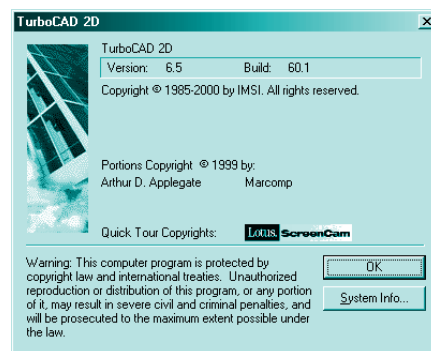 TurboCAD 2D
TurboCAD 2D
Version: 6.5 Build: 60.1
Copyright © 1985-2000 by IMSI. All rights reserved.
Portions Copyright © 1999 by:
Arthur D. Applegate Marcomp
Quick Tour Copyrights: Lotus. ScreenCam
Warning: This computer program is protected by
copyright law and international treaties. Unauthorized
reproduction or distribution of this program, or any portion
of it, may result in severe civil and criminal penalties, and
will be prosecuted to the maximum extent possible under
the law.
OK
System Info...